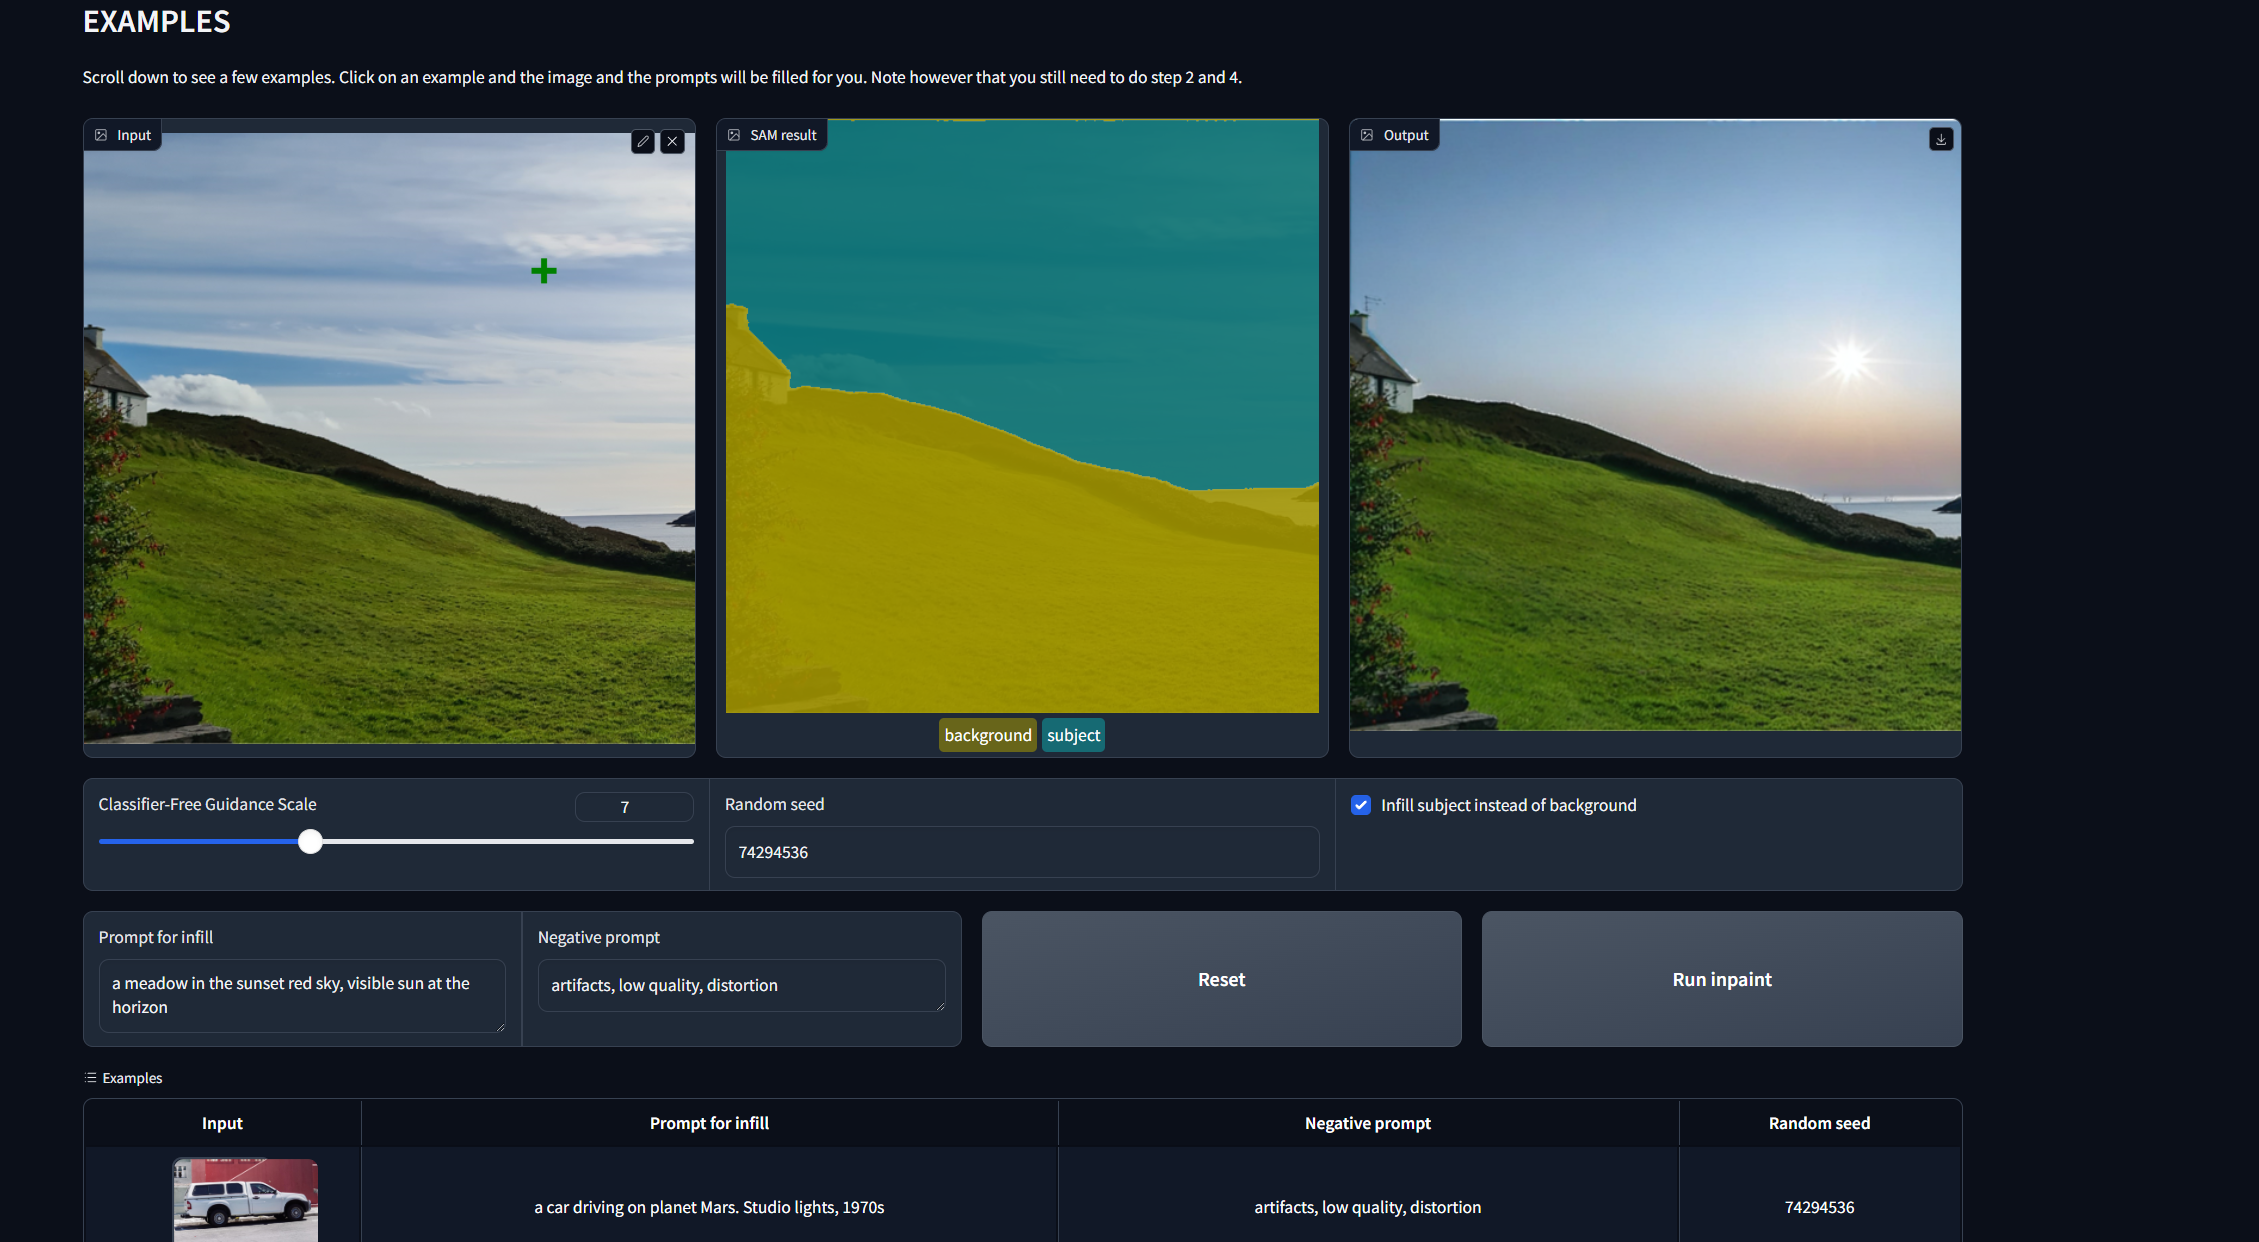 EXAMPLES
Scroll down to see a few examples. Click on an example and the image and the prompts will be filled for you. Note however that you still need to do step 2 and 4.
Input
SAM result
Output
background subject
Classifier-Free Guidance Scale
7
Random seed
74294536
Infill subject instead of background
Prompt for infill
a meadow in the sunset red sky, visible sun at the
horizon
Negative prompt
artifacts, low quality, distortion
Reset
Run inpaint
Examples
Input Prompt for infill Negative prompt Random seed
a car driving on planet Mars. Studio lights, 1970s artifacts, low quality, distortion 74294536